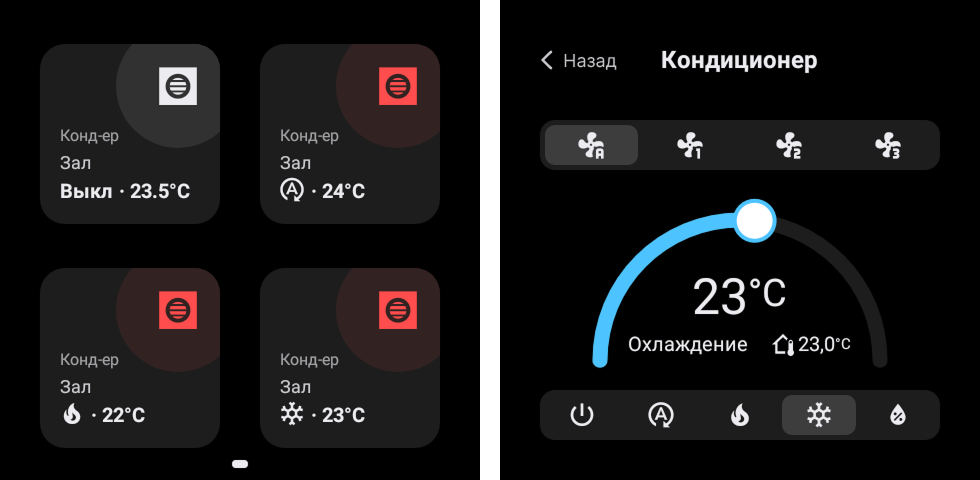 Конд-ер
Зал
Выкл · 23.5°C
Конд-ер
Зал
A · 24°C
Конд-ер
Зал
· 22°C
Конд-ер
Зал
· 23°C
Назад
Кондиционер
A 1 2 3
23°C
Охлаждение 23,0°C
A